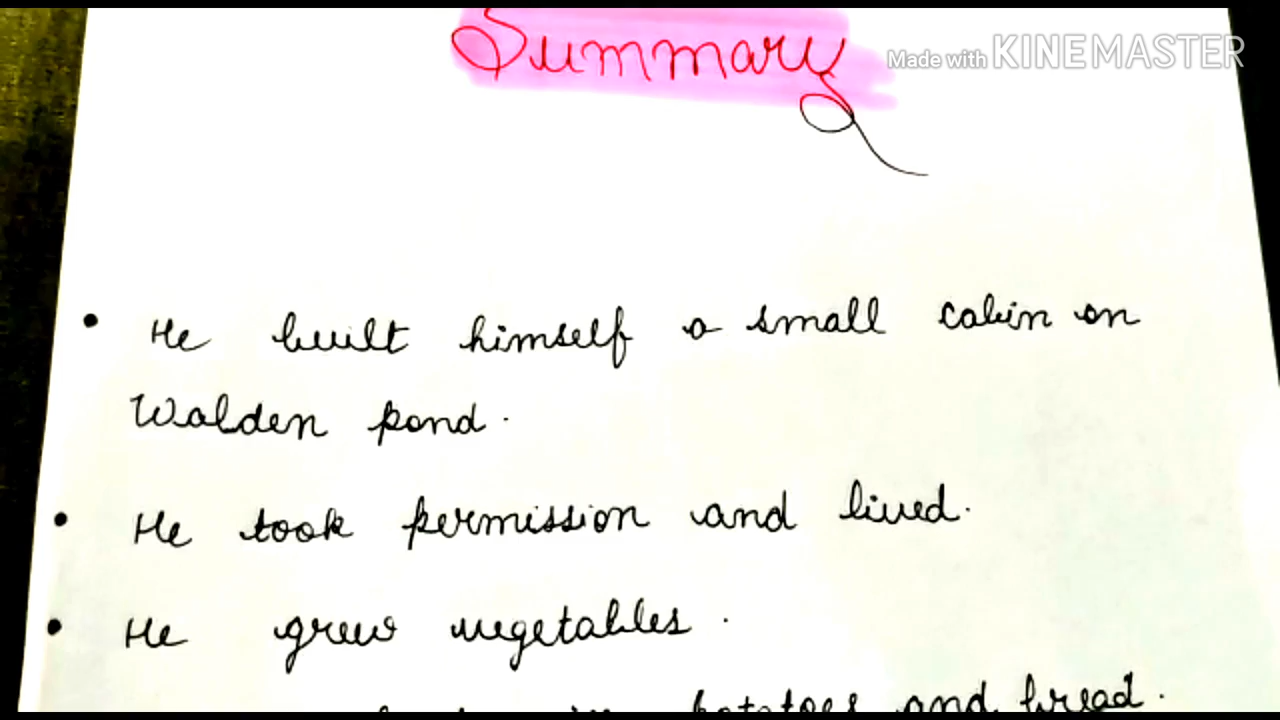 Summary
Made with KINEMASTER
• He built himself a small cabin on
Walden pond.
• He took permission and lived.
• He grew vegetables.
potatoes and bread.